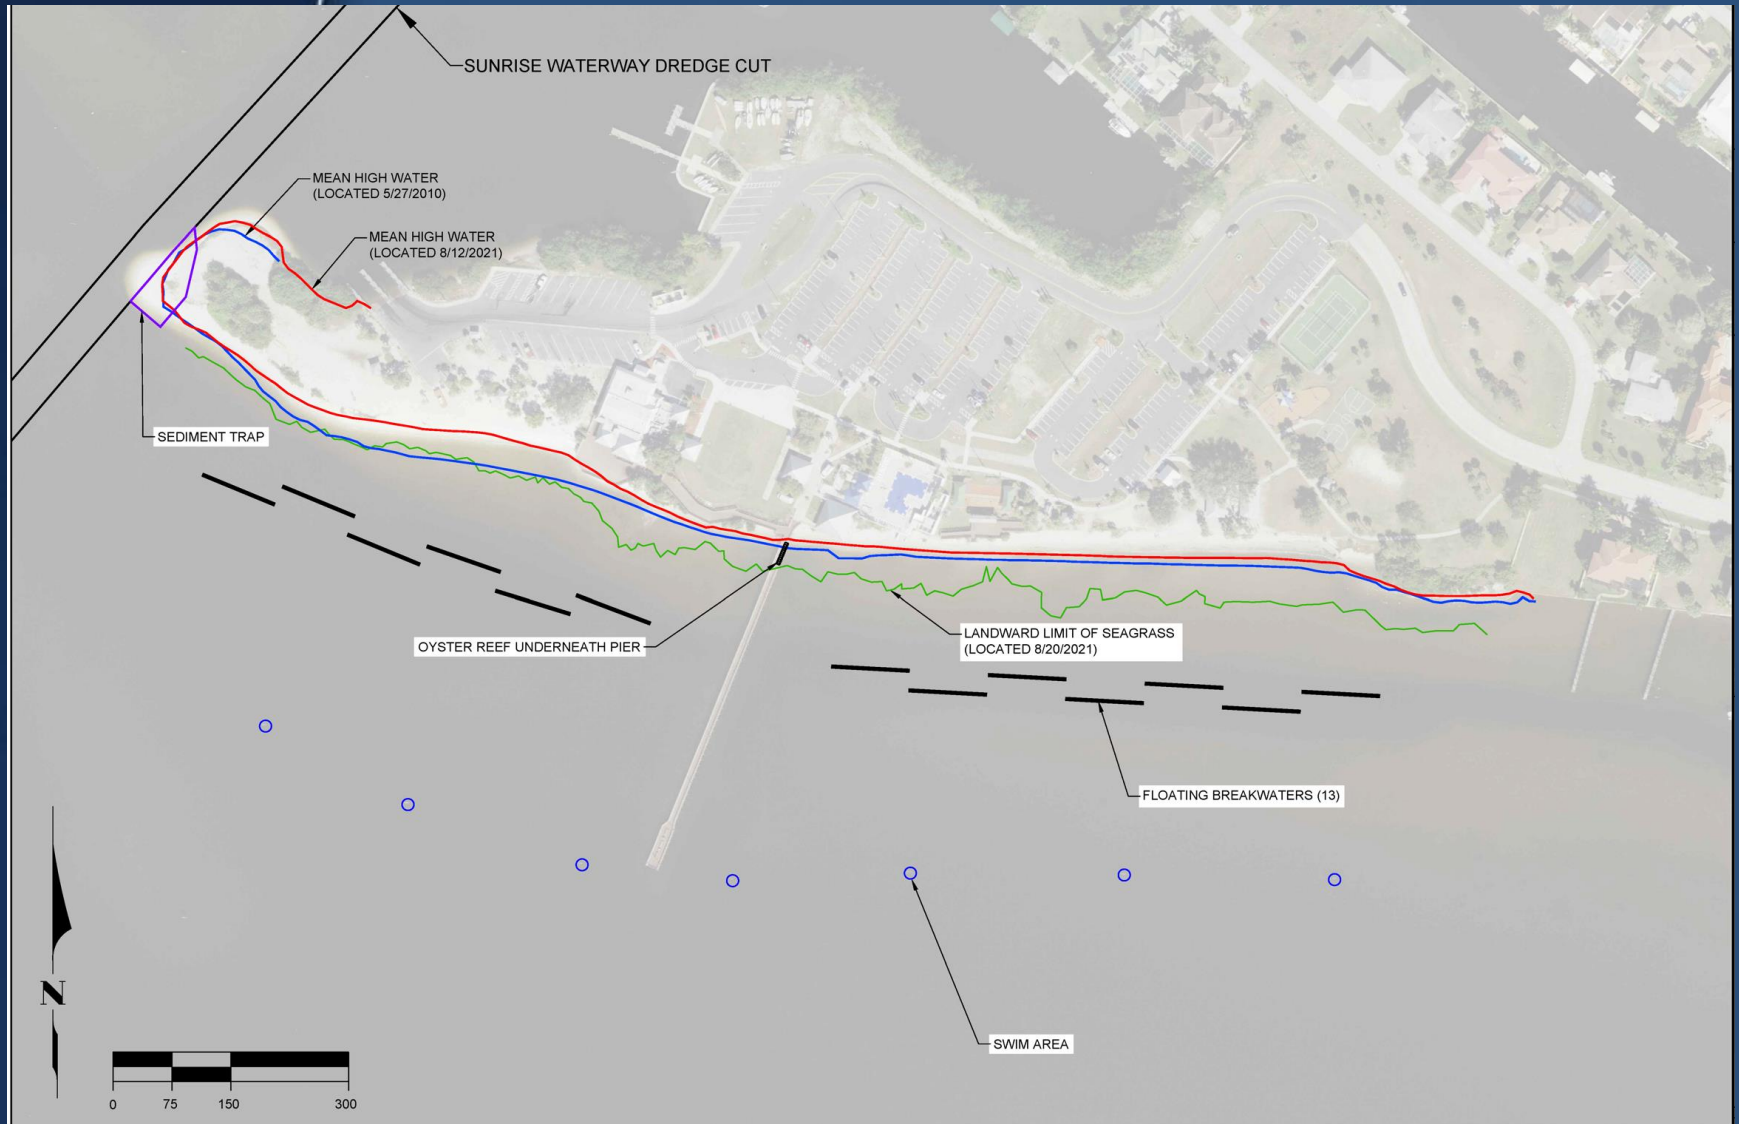 SUNRISE WATERWAY DREDGE CUT
MEAN HIGH WATER
(LOCATED 5/27/2010)
MEAN HIGH WATER
(LOCATED 8/12/2021)
SEDIMENT TRAP
OYSTER REEF UNDERNEATH PIER
LANDWARD LIMIT OF SEAGRASS
(LOCATED 8/20/2021)
FLOATING BREAKWATERS (13)
SWIM AREA
N
0 75 150 300